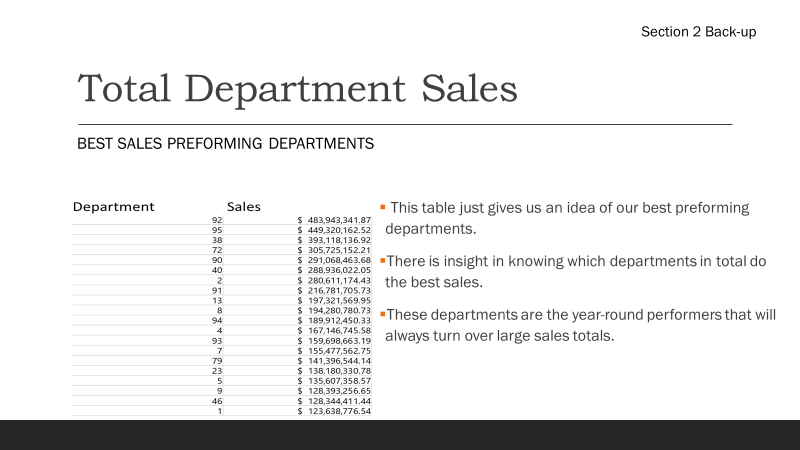 Section 2 Back-up
Total Department Sales
BEST SALES PREFORMING DEPARTMENTS
Department Sales
92 $ 483,943,341.87
95 $ 449,320,162.52
38 $ 393,118,136.92
72 $ 305,725,152.21
90 $ 291,068,463.68
40 $ 288,936,022.05
2 $ 280,611,174.43
91 $ 216,781,705.73
13 $ 197,321,569.95
8 $ 194,280,780.73
94 $ 189,912,450.33
4 $ 167,146,745.58
93 $ 159,698,663.19
7 $ 155,477,562.75
79 $ 141,396,544.14
23 $ 138,180,330.78
5 $ 135,607,358.57
9 $ 128,393,256.65
46 $ 128,344,411.44
1 $ 123,638,776.54
▪ This table just gives us an idea of our best preforming
departments.
▪There is insight in knowing which departments in total do
the best sales.
▪These departments are the year-round performers that will
always turn over large sales totals.